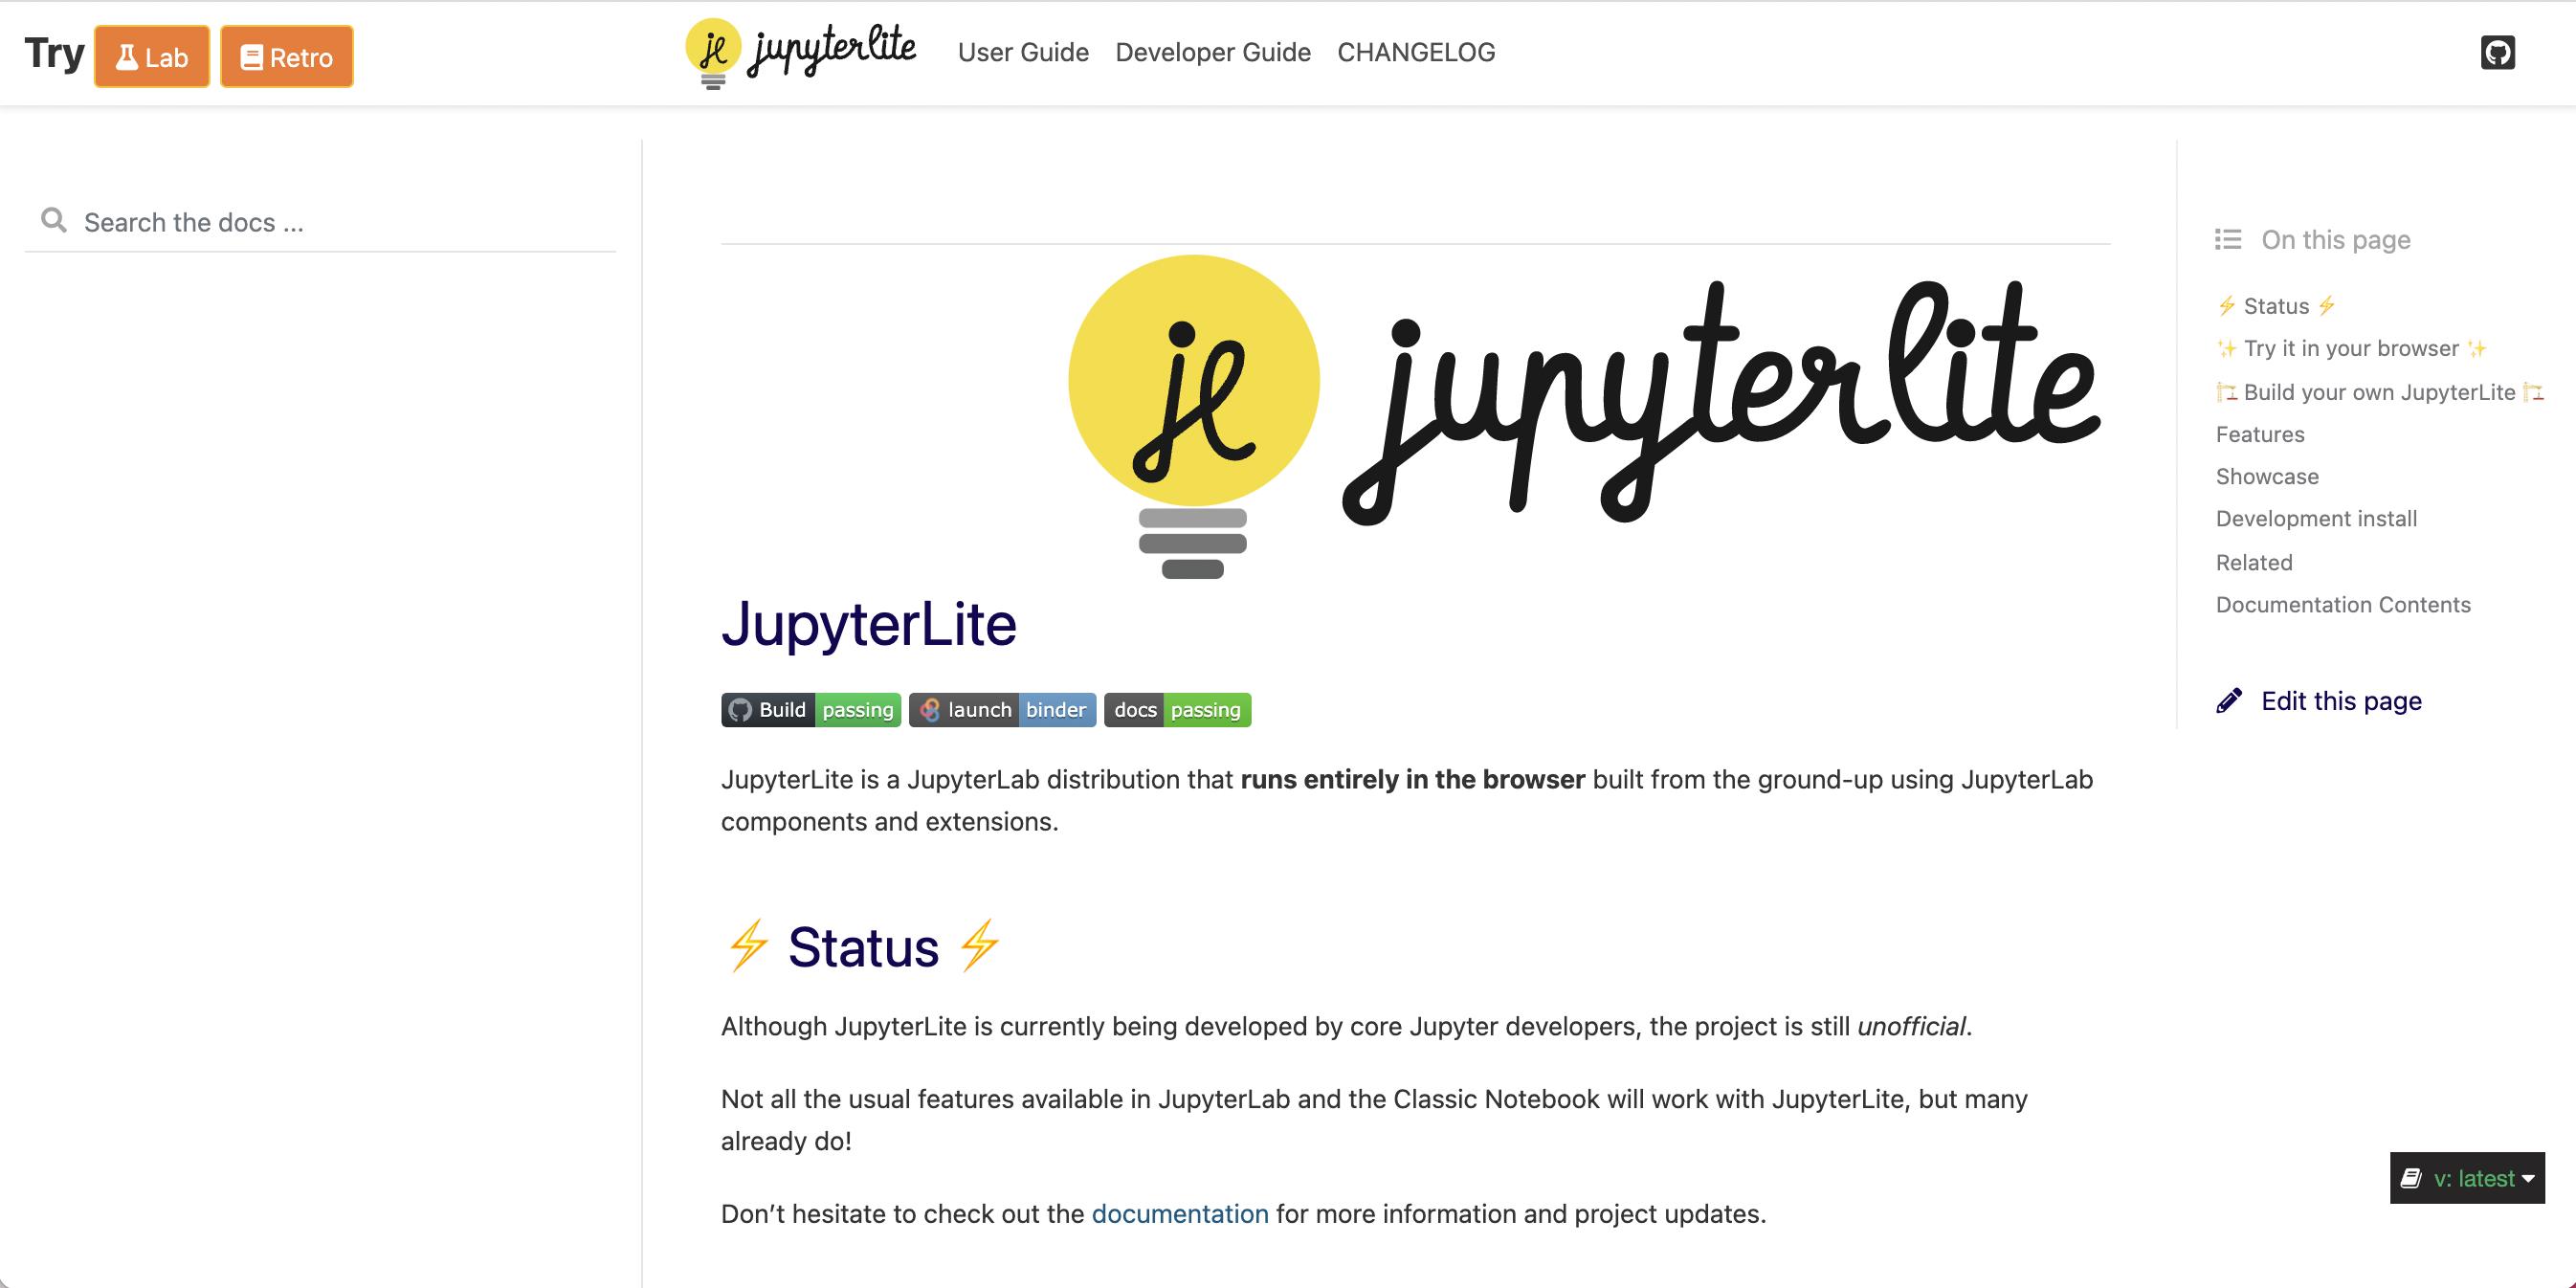 Try Lab Retro jl jupyterlite User Guide Developer Guide CHANGELOG
Search the docs ...
jl jupyterlite
JupyterLite
Build passing launch binder docs passing
JupyterLite is a JupyterLab distribution that runs entirely in the browser built from the ground-up using JupyterLab
components and extensions.
⚡ Status ⚡
Although JupyterLite is currently being developed by core Jupyter developers, the project is still unofficial.
Not all the usual features available in JupyterLab and the Classic Notebook will work with JupyterLite, but many
already do!
Don’t hesitate to check out the documentation for more information and project updates.
On this page
⚡ Status ⚡
✨ Try it in your browser ✨
🏗️ Build your own JupyterLite 🏗️
Features
Showcase
Development install
Related
Documentation Contents
Edit this page
v: latest